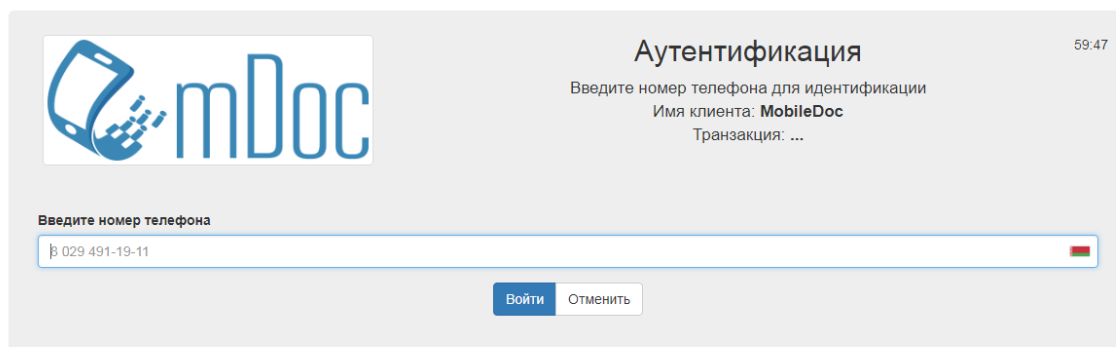 mDoc
Аутентификация
59:47
Введите номер телефона для идентификации
Имя клиента: MobileDoc
Транзакция: ...
Введите номер телефона
8 029 491-19-11
Войти
Отменить